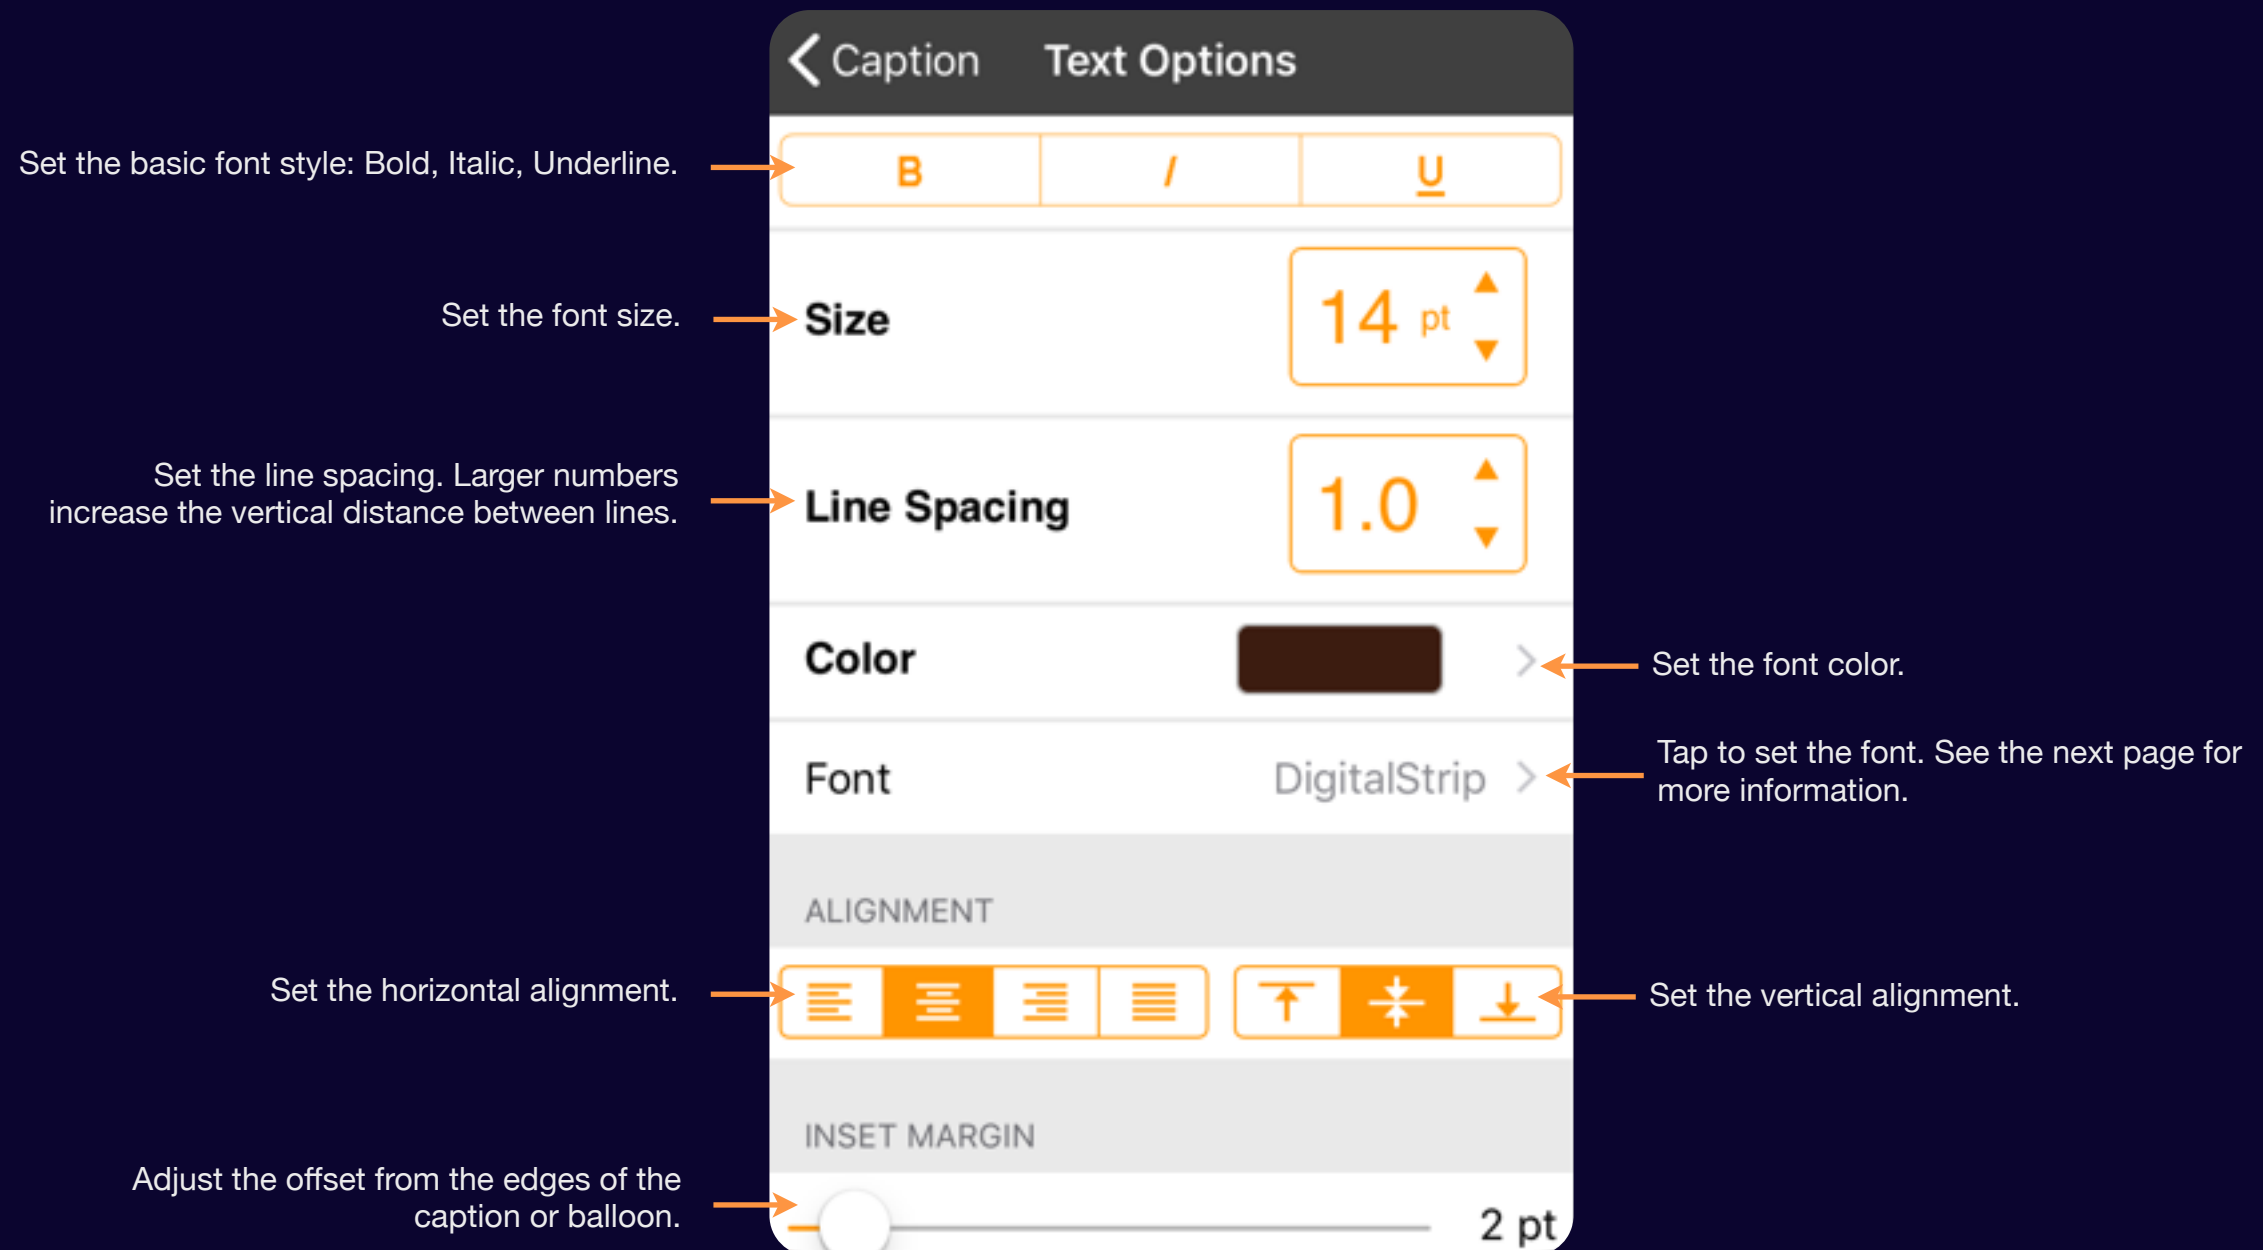 Caption Text Options
Set the basic font style: Bold, Italic, Underline.
B I U
Set the font size.
Size 14 pt
Set the line spacing. Larger numbers
increase the vertical distance between lines.
Line Spacing 1.0
Color
Set the font color.
Font DigitalStrip
Tap to set the font. See the next page for
more information.
ALIGNMENT
Set the horizontal alignment.
Set the vertical alignment.
INSET MARGIN
Adjust the offset from the edges of the
caption or balloon.
2 pt